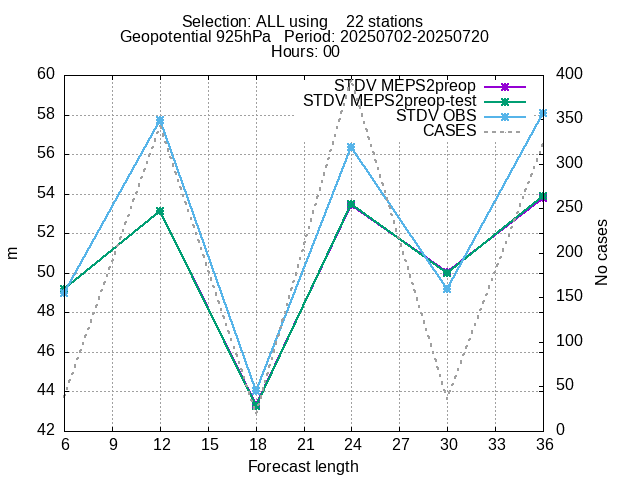 Selection: ALL using    22 stations
Geopotential 925hPa   Period: 20250702-20250720
Hours: 00
STDV MEPS2preop
STDV MEPS2preop-test
STDV OBS
CASES
60
58
56
54
52
50
48
46
44
42
400
350
300
250
200
150
100
50
0
m
No cases
6 9 12 15 18 21 24 27 30 33 36
Forecast length